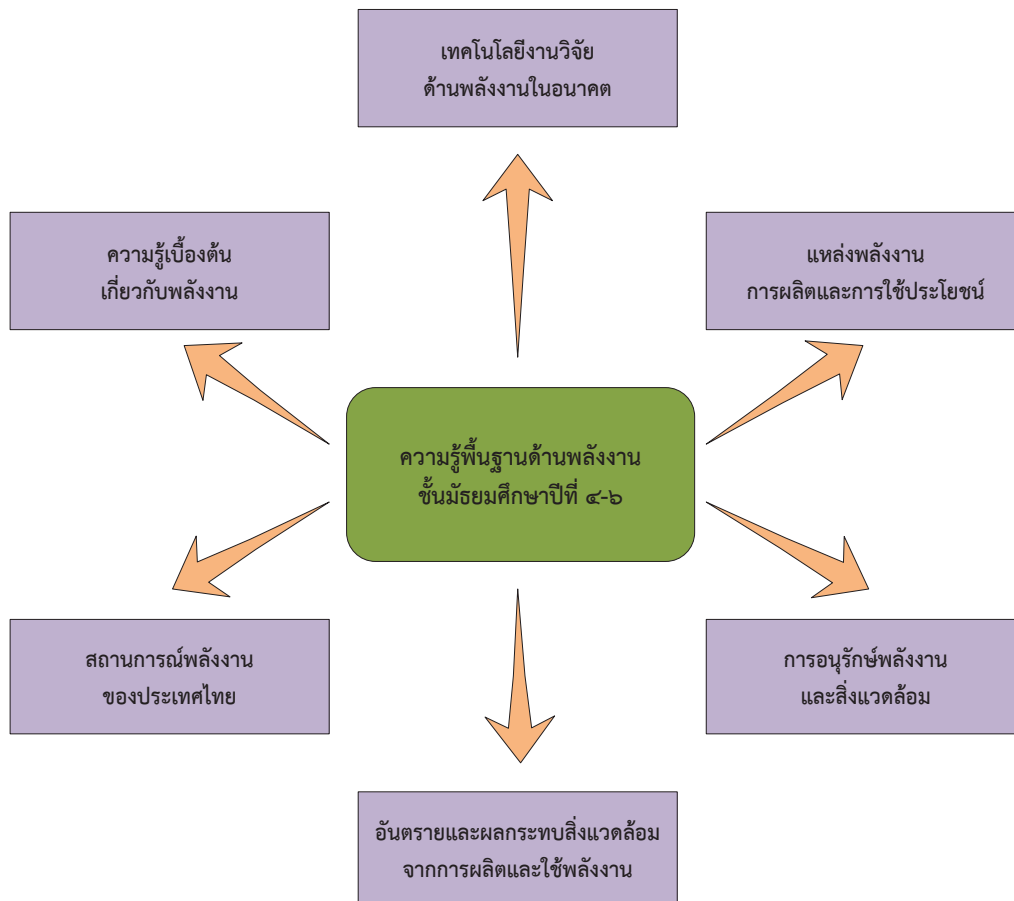 เทคโนโลยีงานวิจัย
ด้านพลังงานในอนาคต
ความรู้เบื้องต้น
เกี่ยวกับพลังงาน
แหล่งพลังงาน
การผลิตและการใช้ประโยชน์
ความรู้พื้นฐานด้านพลังงาน
ชั้นมัธยมศึกษาปีที่ ๔-๖
สถานการณ์พลังงาน
ของประเทศไทย
การอนุรักษ์พลังงาน
และสิ่งแวดล้อม
อันตรายและผลกระทบสิ่งแวดล้อม
จากการผลิตและใช้พลังงาน